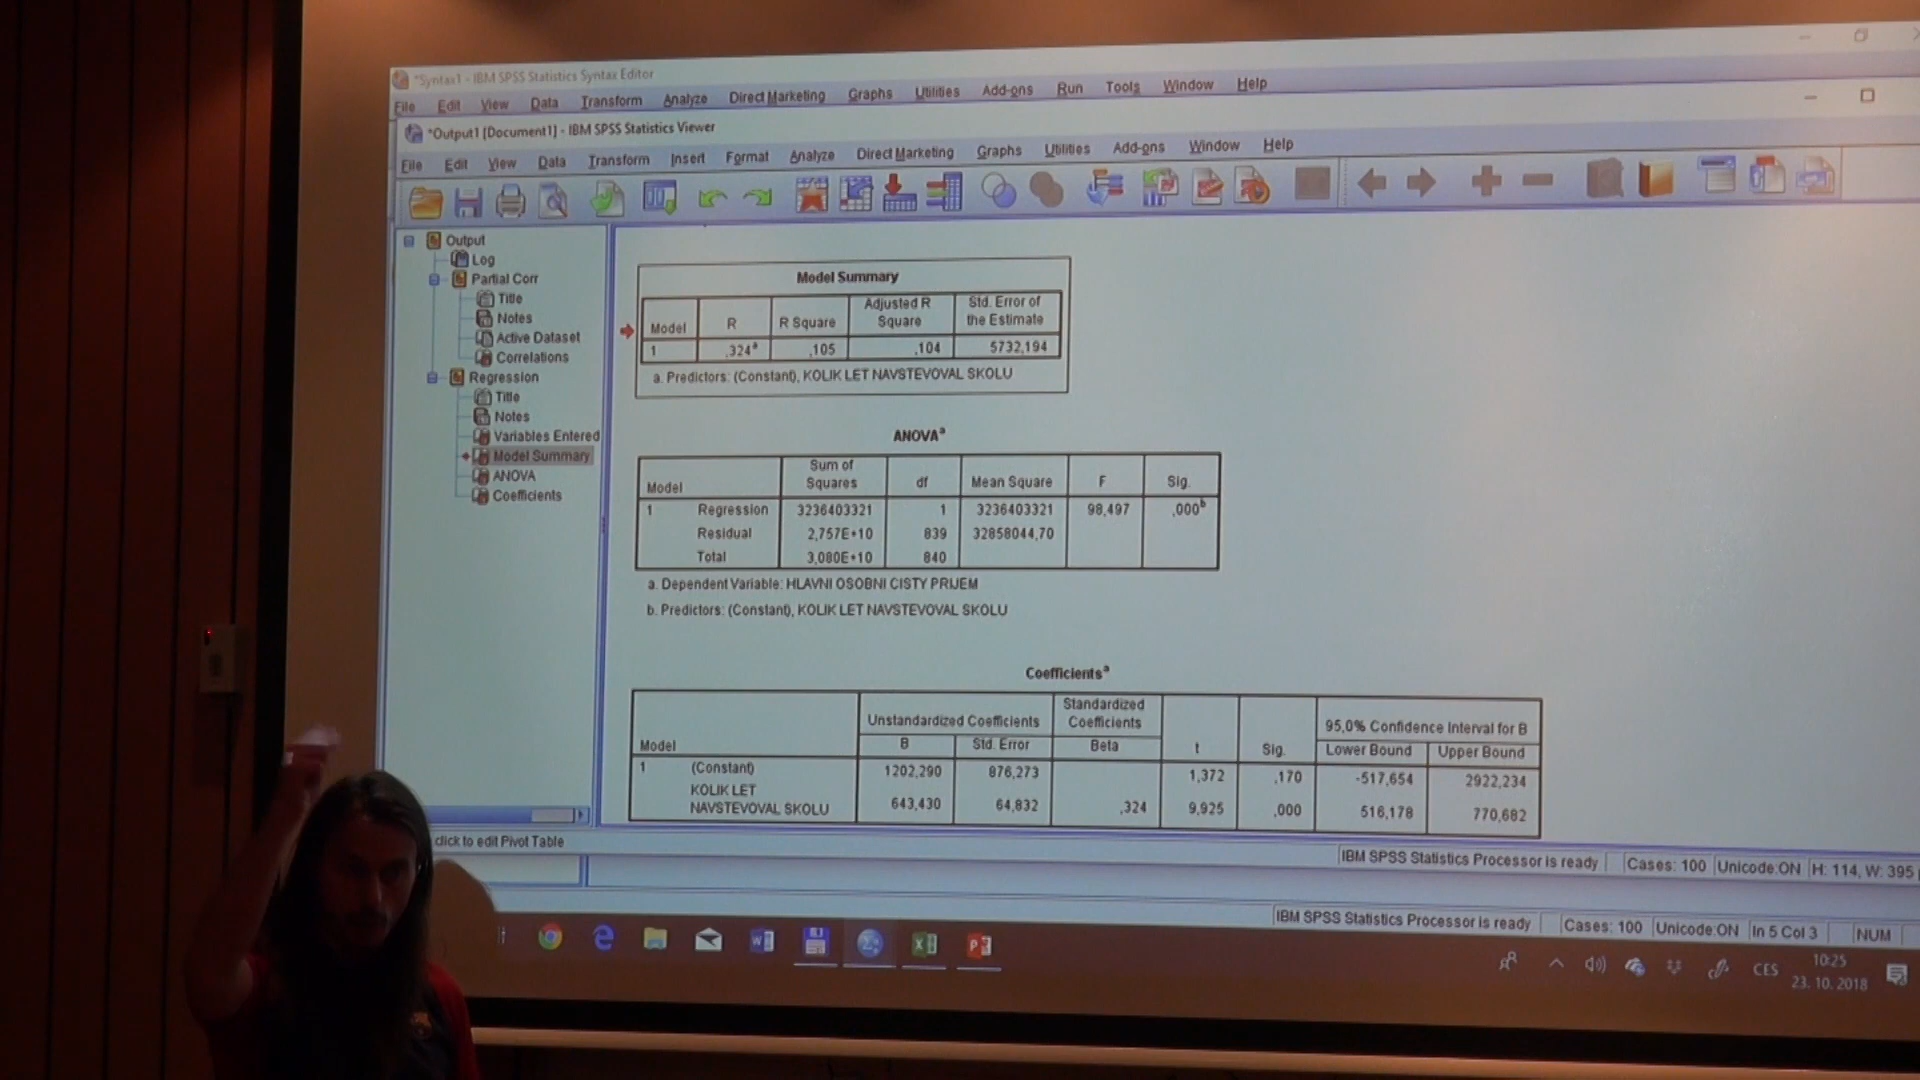 *Syntax1 - IBM SPSS Statistics Syntax Editor
File Edit View Data Transform Analyze Direct Marketing Graphs Utilities Add-ons Run Tools Window Help
*Output1 [Document1] - IBM SPSS Statistics Viewer
File Edit View Data Transform Insert Format Analyze Direct Marketing Graphs Utilities Add-ons Window Help
Output
Log
Partial Corr
Title
Notes
Active Dataset
Correlations
Regression
Title
Notes
Variables Entered
Model Summary
ANOVA
Coefficients
Model Summary
Model R R Square Adjusted R Square Std. Error of the Estimate
1 ,324a ,105 ,104 5732,194
a. Predictors: (Constant), KOLIK LET NAVSTEVOVAL SKOLU
ANOVAa
Model Sum of Squares df Mean Square F Sig.
1 Regression 3236403321 1 3236403321 98,497 ,000b
Residual 2,757E+10 839 32858044,70
Total 3,080E+10 840
a. Dependent Variable: HLAVNI OSOBNI CISTY PRIJEM
b. Predictors: (Constant), KOLIK LET NAVSTEVOVAL SKOLU
Coefficientsa
Model Unstandardized Coefficients Standardized Coefficients t Sig. 95,0% Confidence Interval for B
B Std. Error Beta Lower Bound Upper Bound
1 (Constant) 1202,290 876,273 1,372 ,170 -517,654 2922,234
KOLIK LET NAVSTEVOVAL SKOLU 643,430 64,832 ,324 9,925 ,000 516,178 770,682
click to edit Pivot Table
IBM SPSS Statistics Processor is ready Cases: 100 Unicode:ON H: 114, W: 395
IBM SPSS Statistics Processor is ready Cases: 100 Unicode:ON In 5 Col 3 NUM
CES
10:25
23. 10. 2018